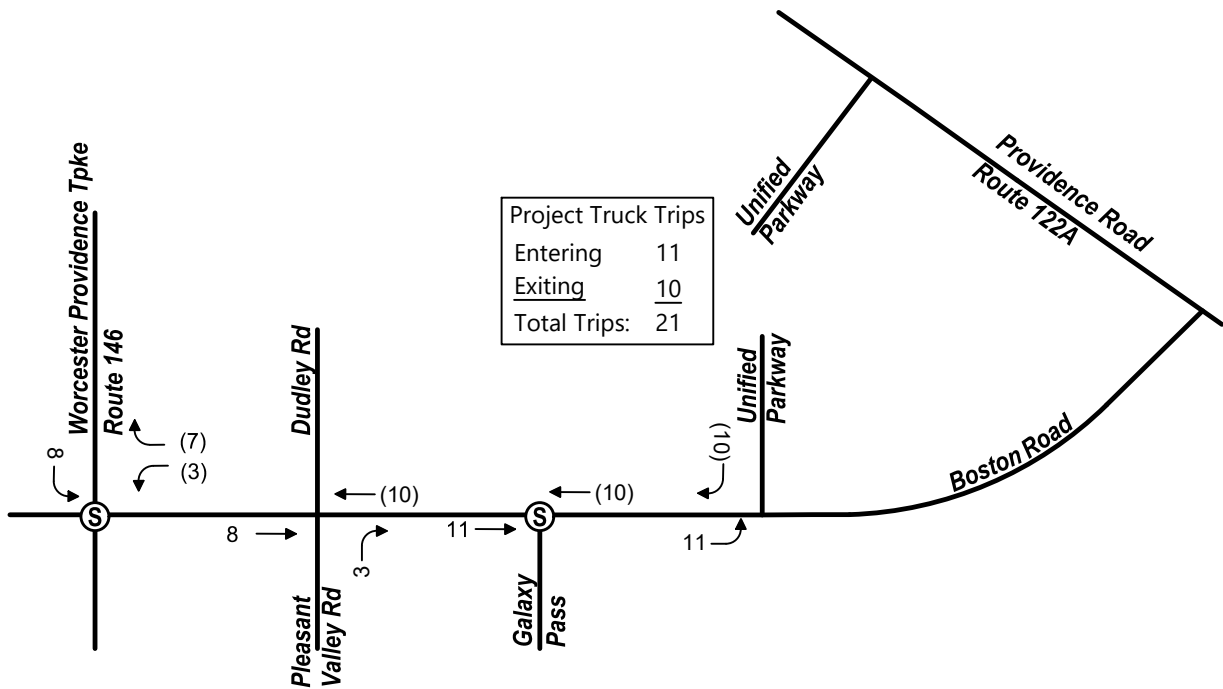 Worcester Providence Tpke
Route 146
8
(7)
(3)
S
Dudley Rd
Pleasant
Valley Rd
8
(10)
3
11
(10)
S
Galaxy
Pass
Project Truck Trips
Entering 11
Exiting 10
Total Trips: 21
Unified
Parkway
(10)
11
Unified
Parkway
Providence Road
Route 122A
Boston Road